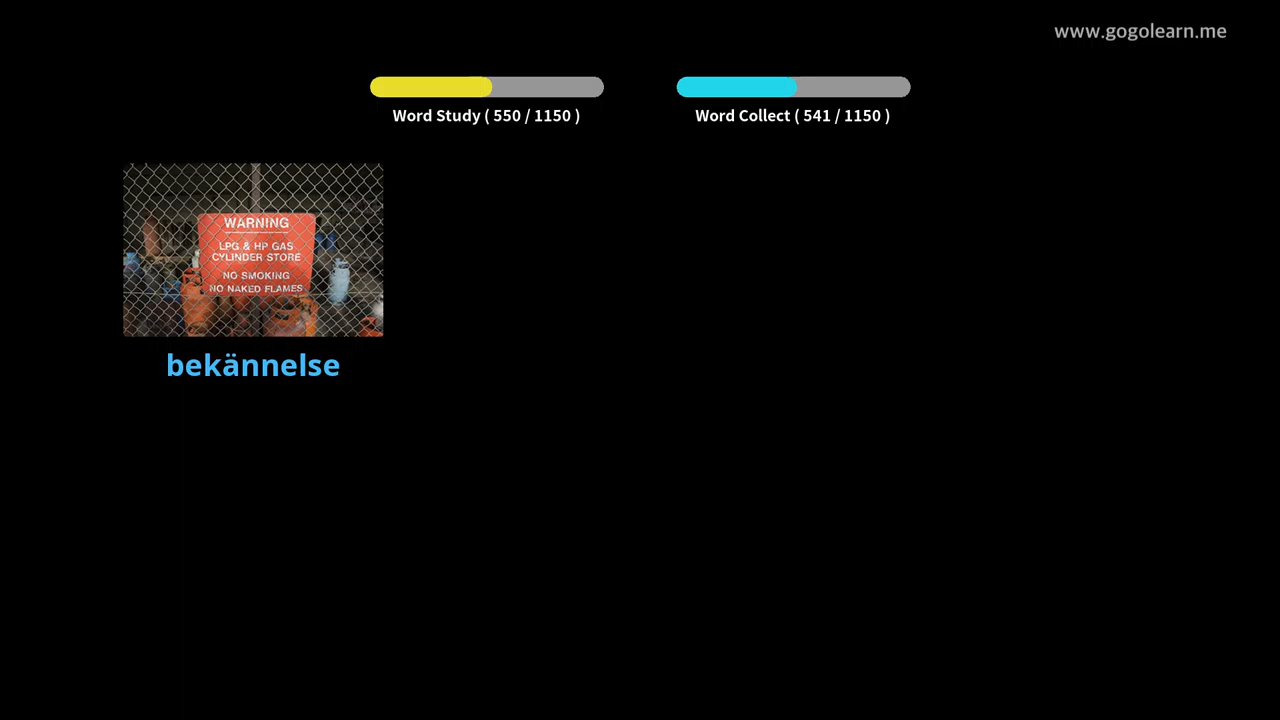 www.gogolearn.me
Word Study ( 550 / 1150 )
Word Collect ( 541 / 1150 )
WARNING
LPG & HP GAS
CYLINDER STORE
NO SMOKING
NO NAKED FLAMES
bekännelse